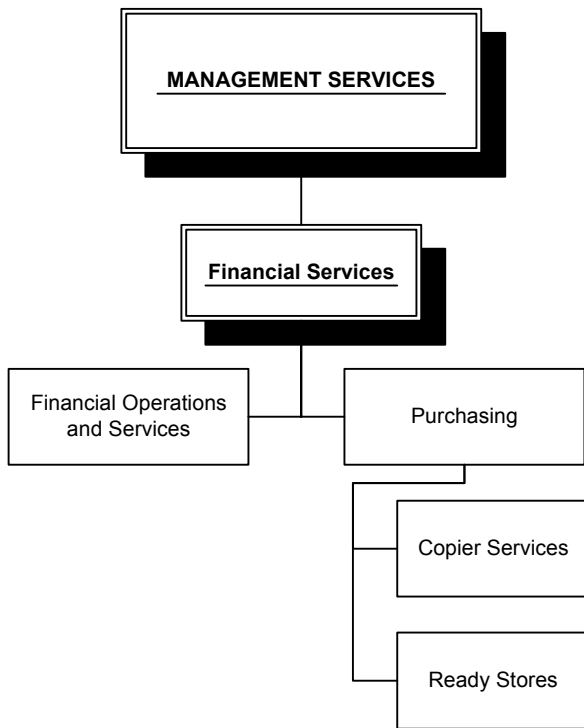 MANAGEMENT SERVICES
Financial Services
Financial Operations
and Services
Purchasing
Copier Services
Ready Stores